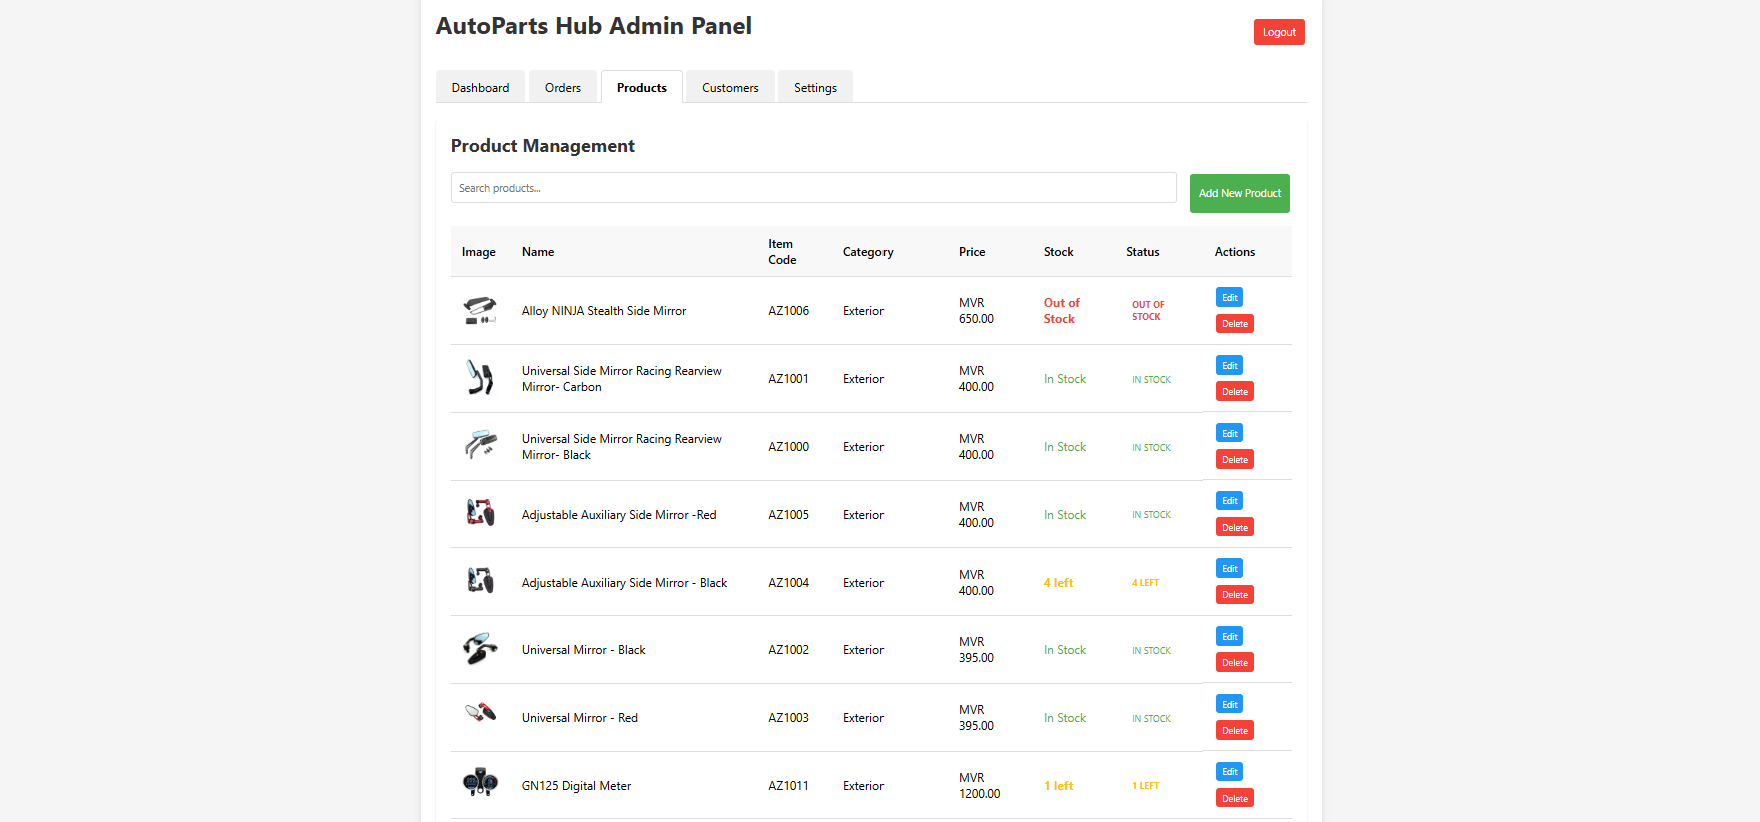 AutoParts Hub Admin Panel
Logout
Dashboard
Orders
Products
Customers
Settings
Product Management
Search products...
Add New Product
Image
Name
Item
Code
Category
Price
Stock
Status
Actions
Alloy NINJA Stealth Side Mirror
AZ1006
Exterior
MVR
650.00
Out of
Stock
OUT OF
STOCK
Edit
Delete
Universal Side Mirror Racing Rearview
Mirror- Carbon
AZ1001
Exterior
MVR
400.00
In Stock
IN STOCK
Edit
Delete
Universal Side Mirror Racing Rearview
Mirror- Black
AZ1000
Exterior
MVR
400.00
In Stock
IN STOCK
Edit
Delete
Adjustable Auxiliary Side Mirror -Red
AZ1005
Exterior
MVR
400.00
In Stock
IN STOCK
Edit
Delete
Adjustable Auxiliary Side Mirror - Black
AZ1004
Exterior
MVR
400.00
4 left
4 LEFT
Edit
Delete
Universal Mirror - Black
AZ1002
Exterior
MVR
395.00
In Stock
IN STOCK
Edit
Delete
Universal Mirror - Red
AZ1003
Exterior
MVR
395.00
In Stock
IN STOCK
Edit
Delete
GN125 Digital Meter
AZ1011
Exterior
MVR
1200.00
1 left
1 LEFT
Edit
Delete